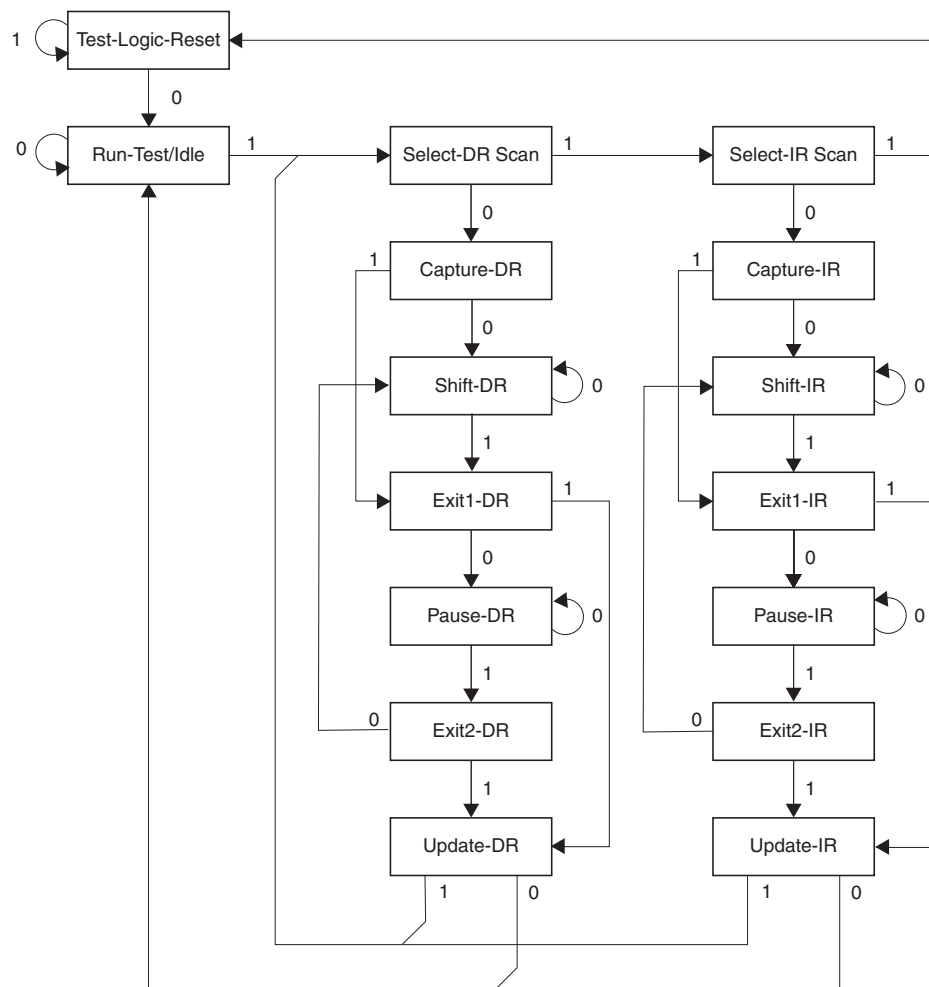 1 Test-Logic-Reset
0
0 Run-Test/Idle 1 Select-DR Scan 1 Select-IR Scan 1
0 0
1 Capture-DR 1 Capture-IR
0 0
Shift-DR 0 Shift-IR 0
1 1
Exit1-DR 1 Exit1-IR 1
0 0
Pause-DR 0 Pause-IR 0
1 1
0 Exit2-DR 0 Exit2-IR
1 1
Update-DR Update-IR
1 0 1 0